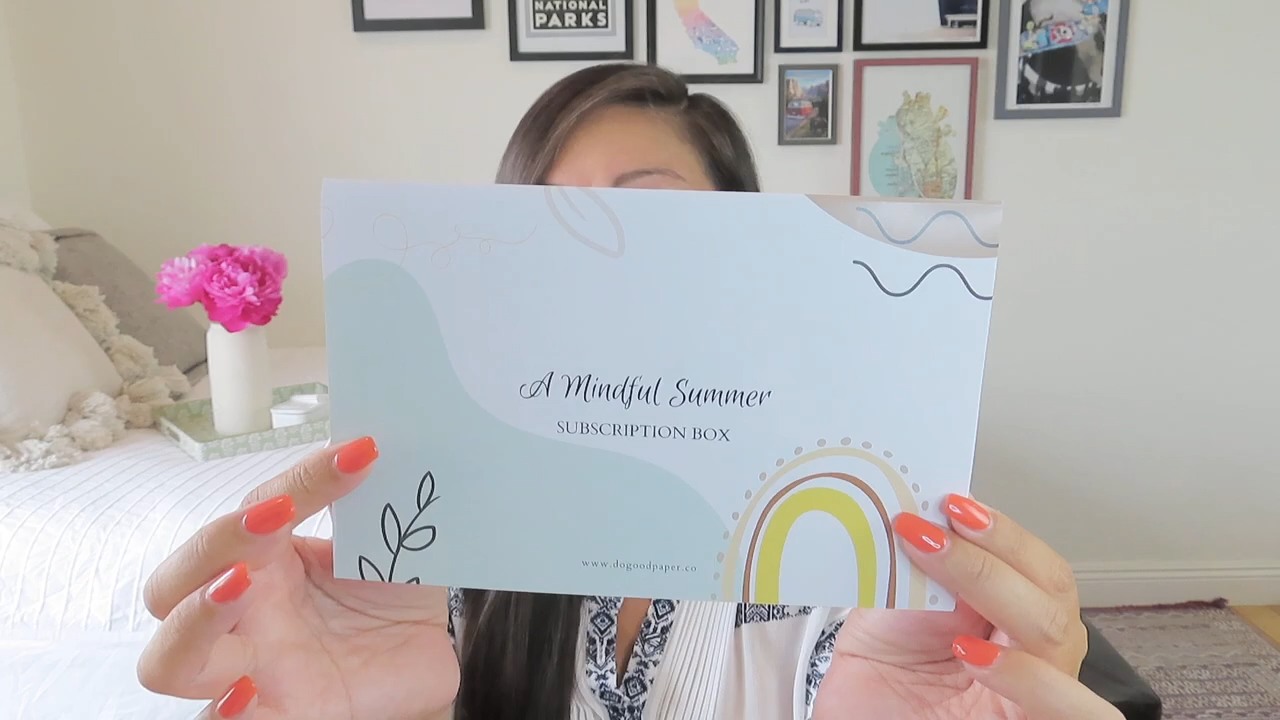 NATIONAL
PARKS
A Mindful Summer
SUBSCRIPTION BOX
www.dogoodpaper.co